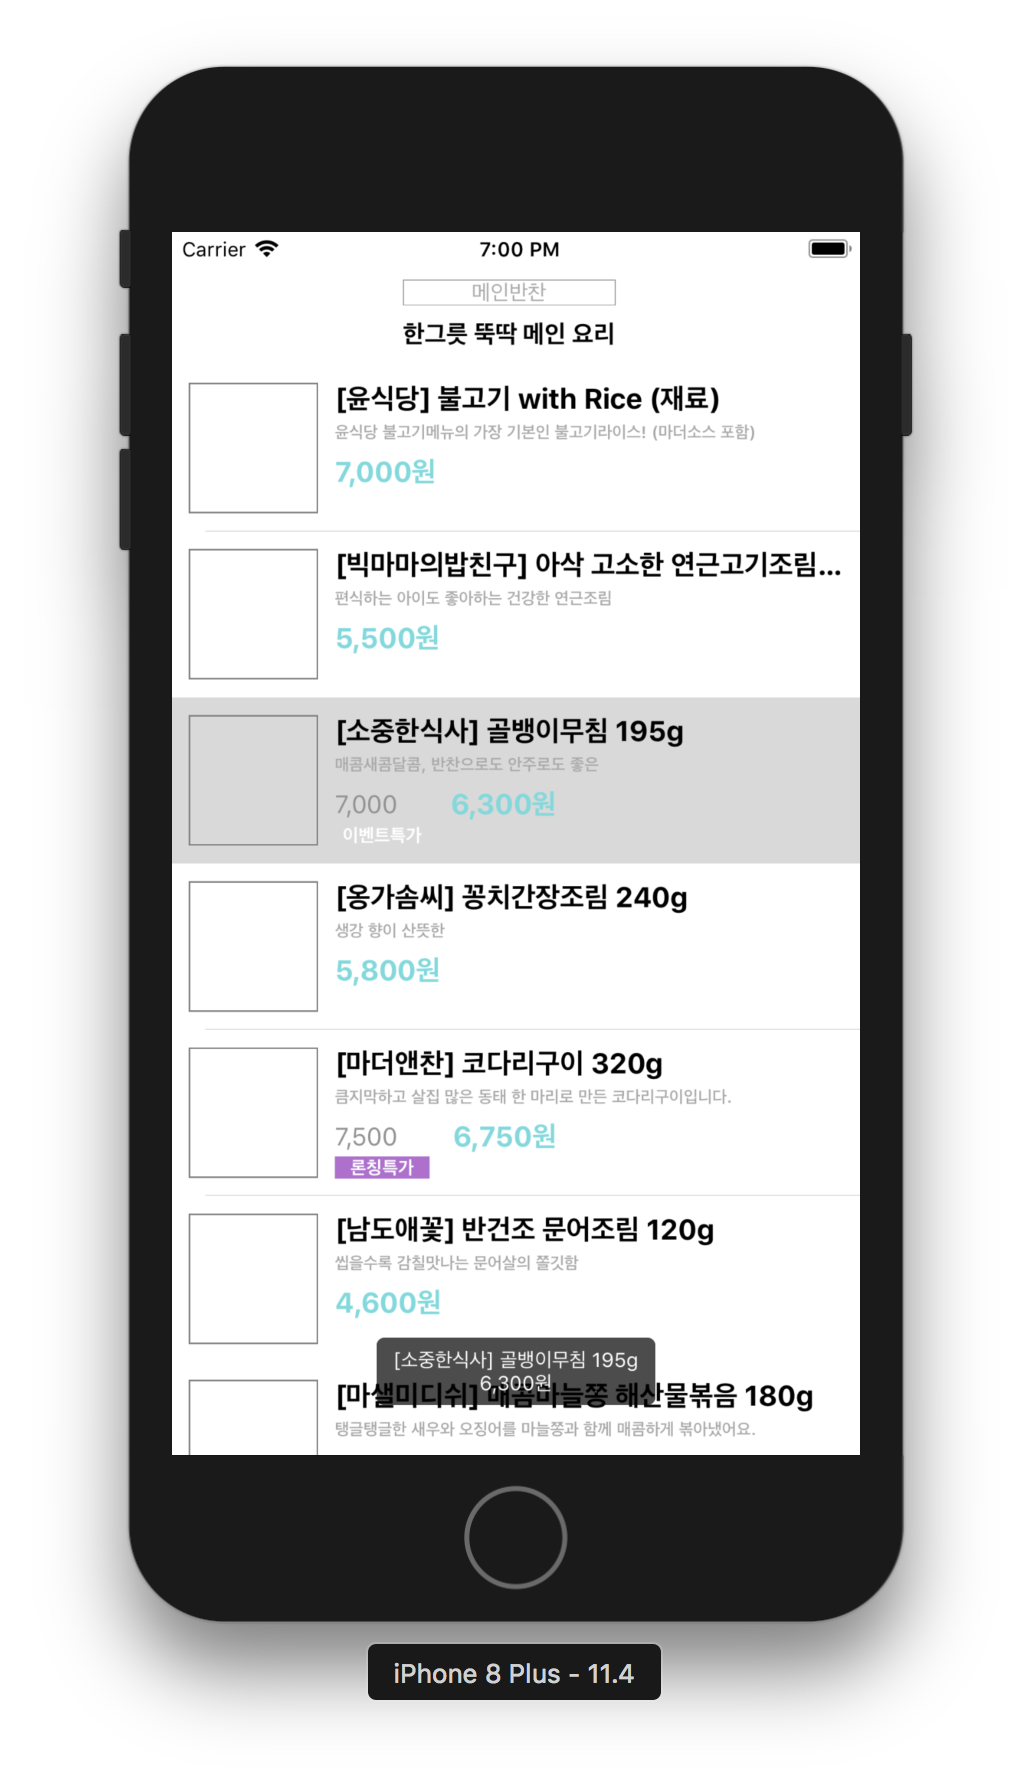 Carrier
7:00 PM
메인반찬
한그릇 뚝딱 메인 요리
[윤식당] 불고기 with Rice (재료)
윤식당 불고기메뉴의 가장 기본인 불고기라이스! (마더소스 포함)
7,000원
[빅마마의밥친구] 아삭 고소한 연근고기조림...
편식하는 아이도 좋아하는 건강한 연근조림
5,500원
[소중한식사] 골뱅이무침 195g
매콤새콤달콤, 반찬으로도 안주로도 좋은
7,000 6,300원
이벤트특가
[옹가솜씨] 꽁치간장조림 240g
생강 향이 산뜻한
5,800원
[마더앤찬] 코다리구이 320g
큼지막하고 살집 많은 동태 한 마리로 만든 코다리구이입니다.
7,500 6,750원
론칭특가
[남도애꽃] 반건조 문어조림 120g
씹을수록 감칠맛나는 문어살의 쫄깃함
4,600원
[소중한식사] 골뱅이무침 195g
6,300원
[마샐미디쉬] 매콤마늘쫑 해산물볶음 180g
탱글탱글한 새우와 오징어를 마늘쫑과 함께 매콤하게 볶아냈어요.
iPhone 8 Plus - 11.4